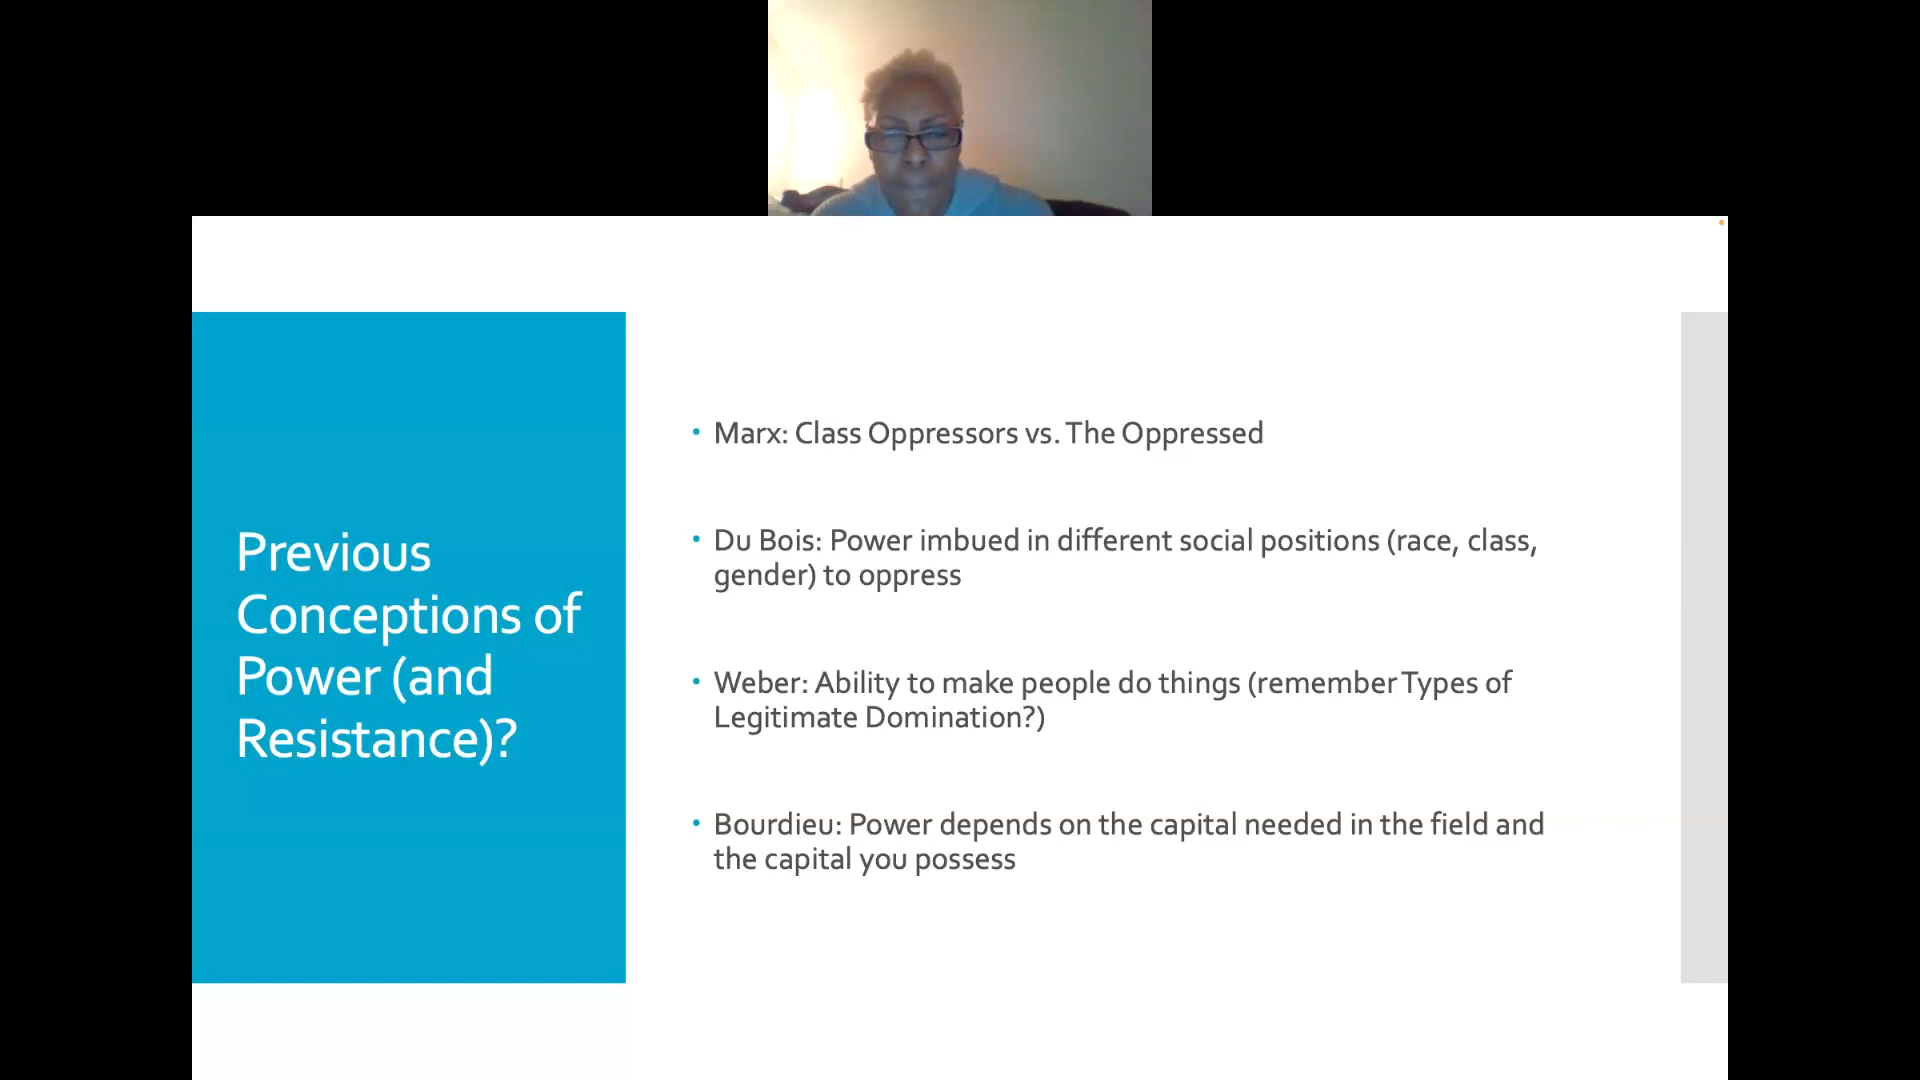 Previous
Conceptions of
Power (and
Resistance)?
• Marx: Class Oppressors vs. The Oppressed
• Du Bois: Power imbued in different social positions (race, class,
gender) to oppress
• Weber: Ability to make people do things (remember Types of
Legitimate Domination?)
• Bourdieu: Power depends on the capital needed in the field and
the capital you possess